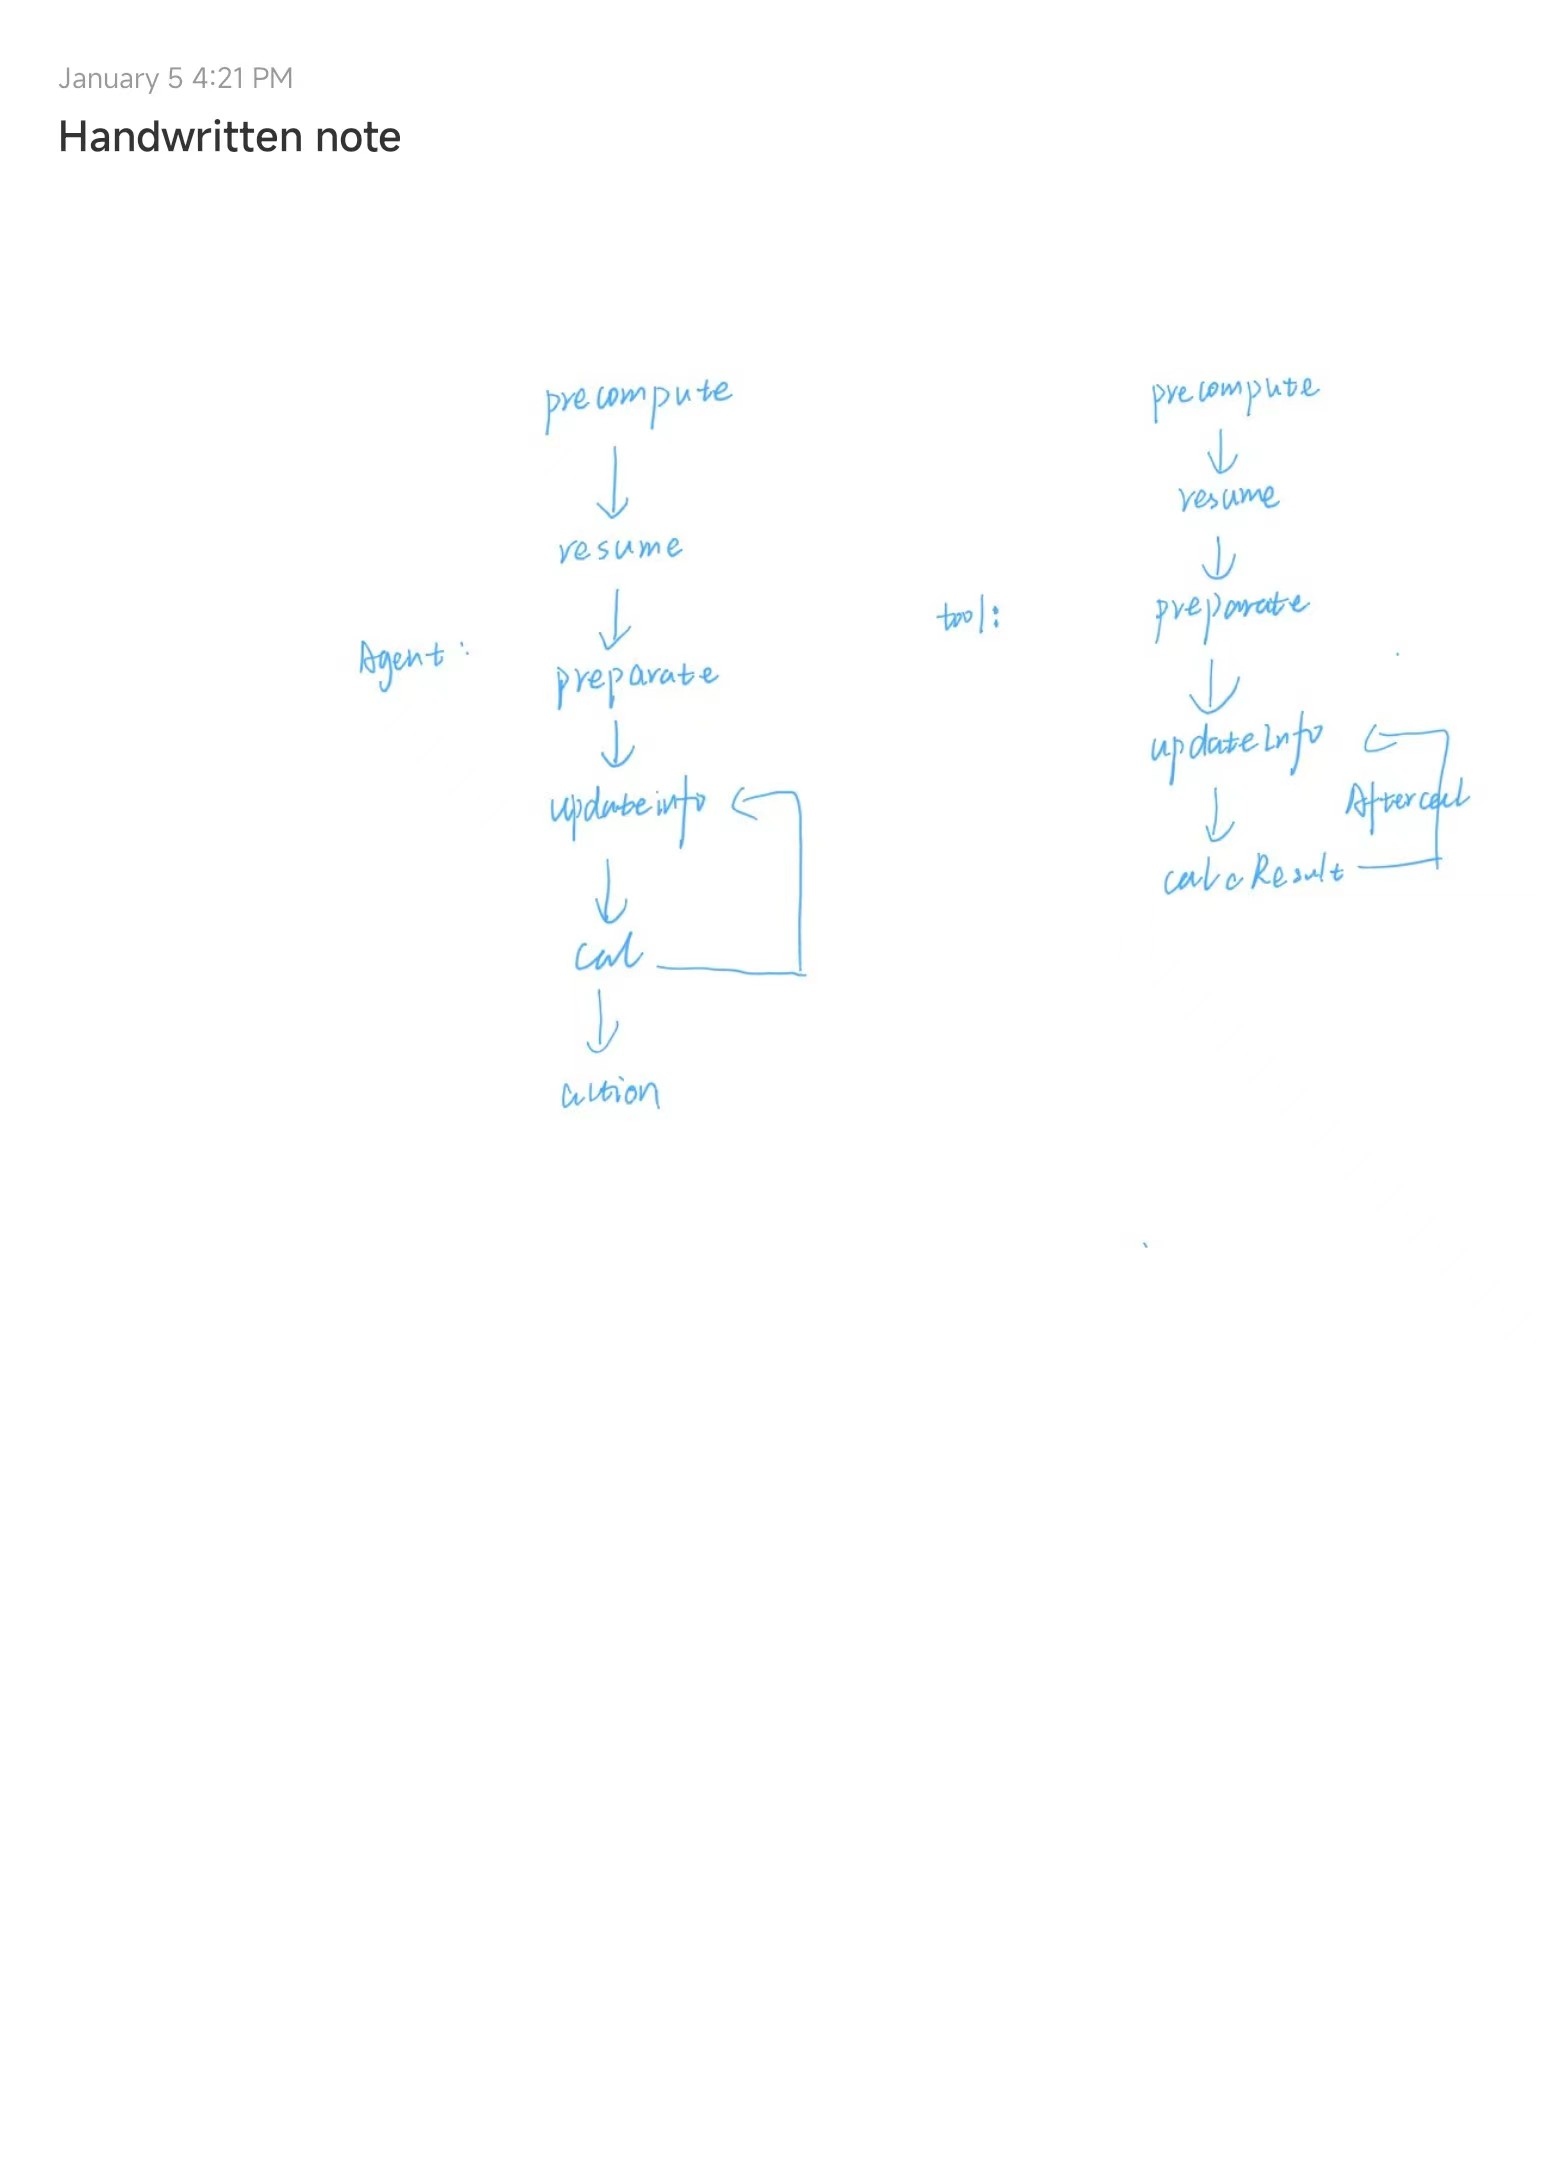 January 5 4:21 PM
Handwritten note
Agent:
precompute
resume
preparate
updateinfo
cal
action
tool:
precompute
resume
preparate
updateInfo
Aftercal
calcResult